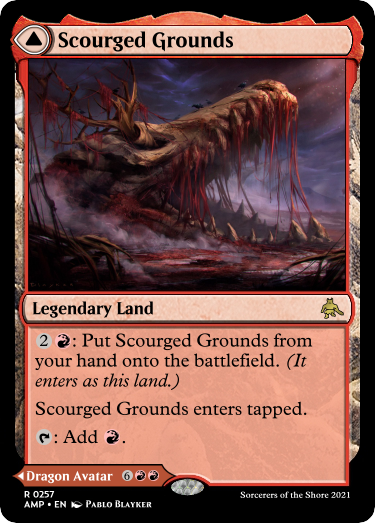 Scourged Grounds
Legendary Land
2 : Put Scourged Grounds from
your hand onto the battlefield. (It
enters as this land.)
Scourged Grounds enters tapped.
: Add .
Dragon Avatar 6
R 0257
AMP • EN Pablo Blayker
Sorcerers of the Shore 2021